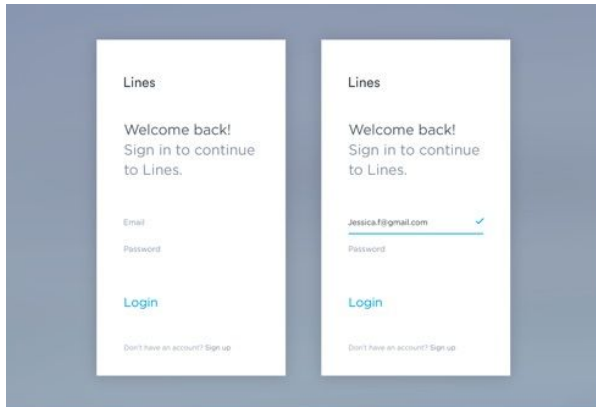 Lines
Welcome back!
Sign in to continue
to Lines.
Email
Password
Login
Don't have an account? Sign up
Lines
Welcome back!
Sign in to continue
to Lines.
Jessica.f@gmail.com
Password
Login
Don't have an account? Sign up